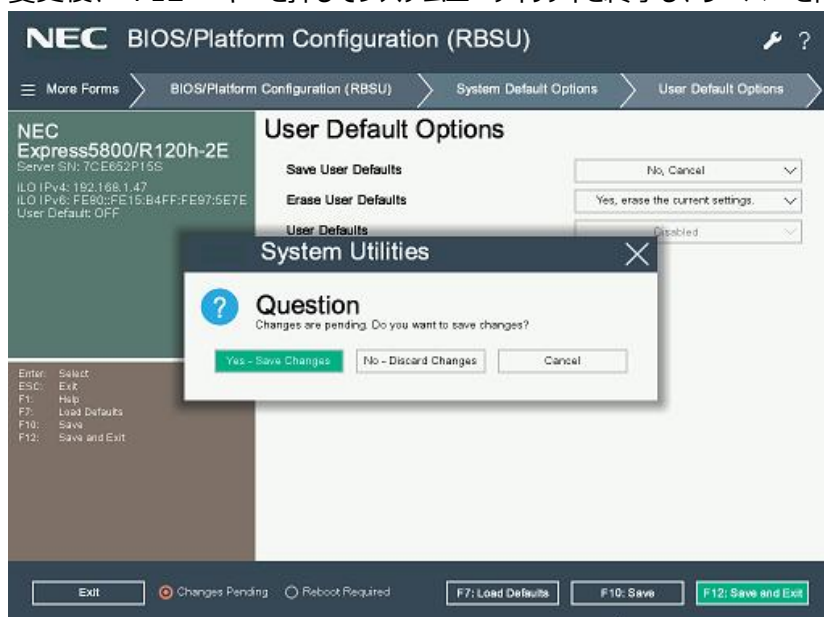 NEC BIOS/Platform Configuration (RBSU)
?
More Forms
BIOS/Platform Configuration (RBSU)
System Default Options
User Default Options
NEC
Express5800/R120h-2E
Server SN: 7CE652P15S
iLO IPv4: 192.168.1.47
iLO IPv6: FE80::FE15:B4FF:FE97:5E7E
User Default: OFF
User Default Options
Save User Defaults
No, Cancel
Erase User Defaults
Yes, erase the current settings.
User Defaults
Disabled
System Utilities
?
Question
Changes are pending. Do you want to save changes?
Yes - Save Changes
No - Discard Changes
Cancel
Enter: Select
ESC: Exit
F1: Help
F7: Load Defaults
F10: Save
F12: Save and Exit
Exit
Changes Pending
Reboot Required
F7: Load Defaults
F10: Save
F12: Save and Exit